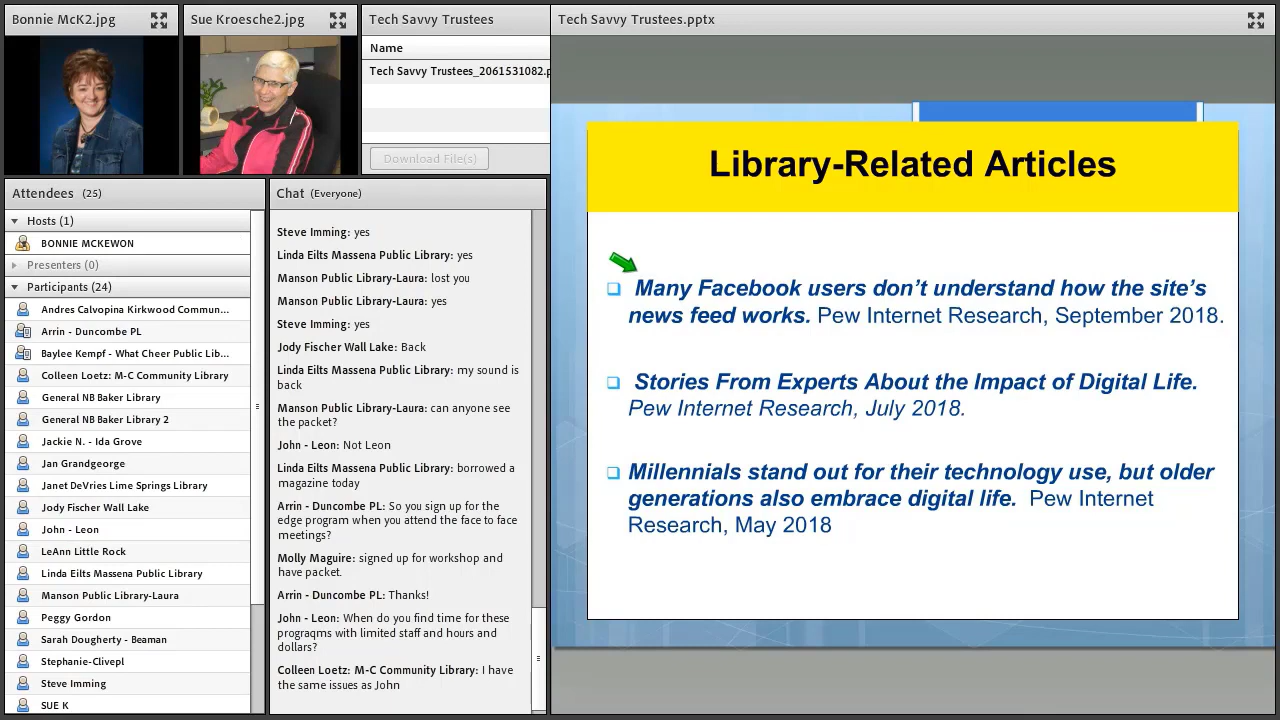 Bonnie McK2.jpg
Sue Kroesche2.jpg
Tech Savvy Trustees
Name
Tech Savvy Trustees_2061531082.p
Download File(s)
Attendees (25)
Hosts (1)
BONNIE MCKEWON
Presenters (0)
Participants (24)
Andres Calvopina Kirkwood Commun...
Arrin - Duncombe PL
Baylee Kempf - What Cheer Public Lib...
Colleen Loetz: M-C Community Library
General NB Baker Library
General NB Baker Library 2
Jackie N. - Ida Grove
Jan Grandgeorge
Janet DeVries Lime Springs Library
Jody Fischer Wall Lake
John - Leon
LeAnn Little Rock
Linda Eilts Massena Public Library
Manson Public Library-Laura
Peggy Gordon
Sarah Dougherty - Beaman
Stephanie-Clivepl
Steve Imming
SUE K
Chat (Everyone)
Steve Imming: yes
Linda Eilts Massena Public Library: yes
Manson Public Library-Laura: lost you
Manson Public Library-Laura: yes
Steve Imming: yes
Jody Fischer Wall Lake: Back
Linda Eilts Massena Public Library: my sound is
back
Manson Public Library-Laura: can anyone see
the packet?
John - Leon: Not Leon
Linda Eilts Massena Public Library: borrowed a
magazine today
Arrin - Duncombe PL: So you sign up for the
edge program when you attend the face to face
meetings?
Molly Maguire: signed up for workshop and
have packet.
Arrin - Duncombe PL: Thanks!
John - Leon: When do you find time for these
prograqms with limited staff and hours and
dollars?
Colleen Loetz: M-C Community Library: I have
the same issues as John
Tech Savvy Trustees.pptx
Library-Related Articles
Many Facebook users don’t understand how the site’s
news feed works. Pew Internet Research, September 2018.
Stories From Experts About the Impact of Digital Life.
Pew Internet Research, July 2018.
Millennials stand out for their technology use, but older
generations also embrace digital life. Pew Internet
Research, May 2018